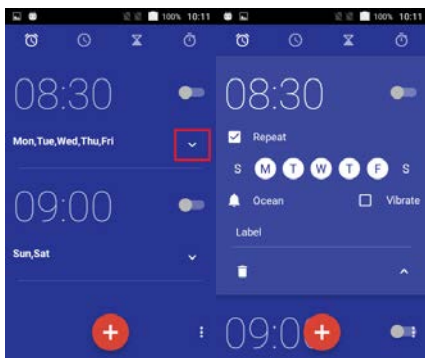 100% 10:11
08:30
Mon,Tue,Wed,Thu,Fri
09:00
Sun,Sat
100% 10:11
08:30
Repeat
S M T W T F S
Ocean Vibrate
Label
09:0